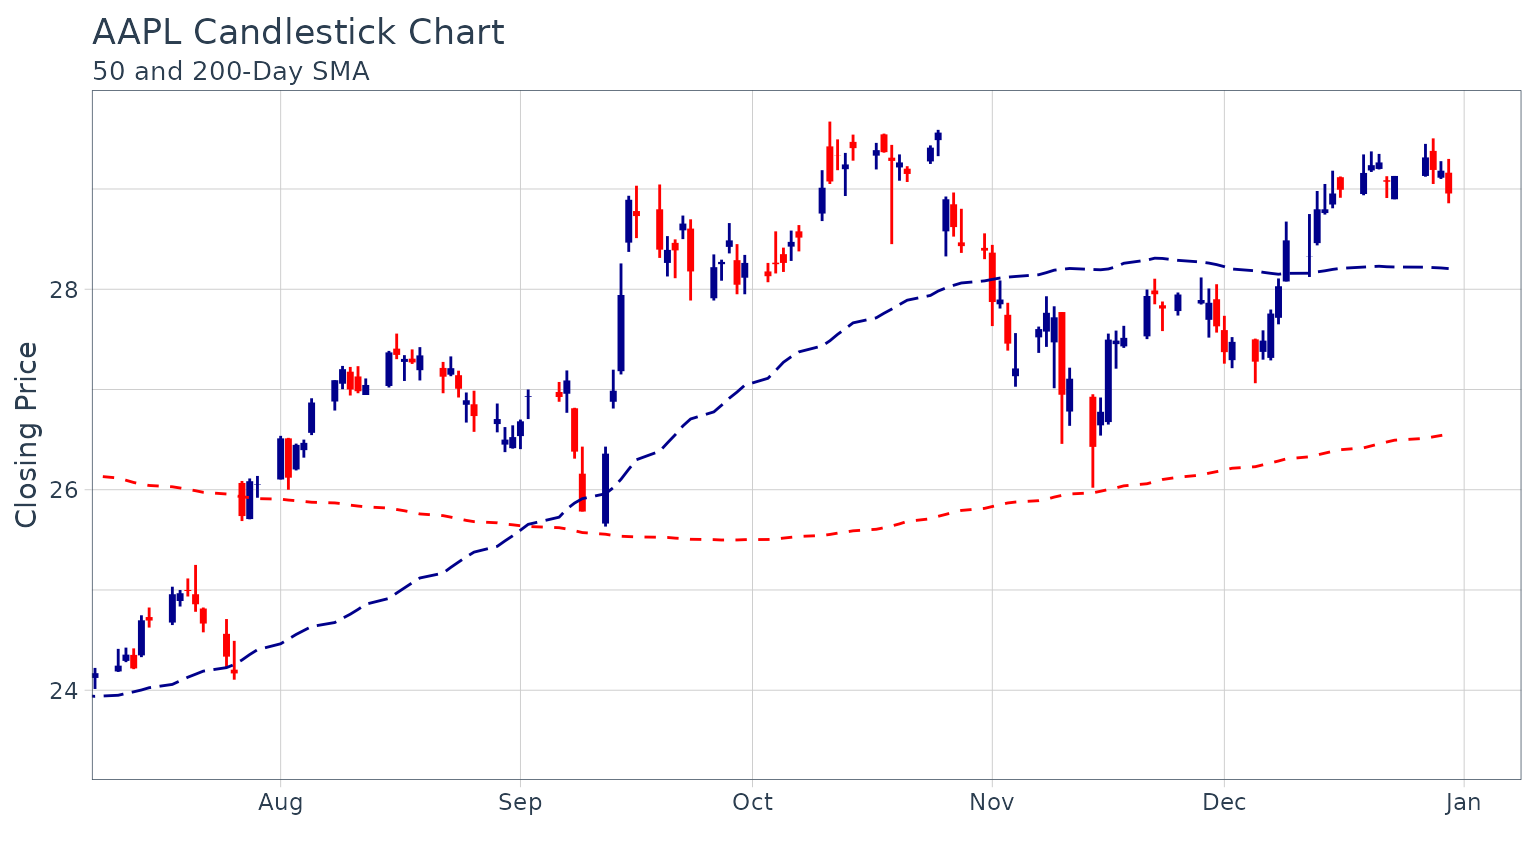 AAPL Candlestick Chart
50 and 200-Day SMA
Closing Price
28
26
24
Aug Sep Oct Nov Dec Jan